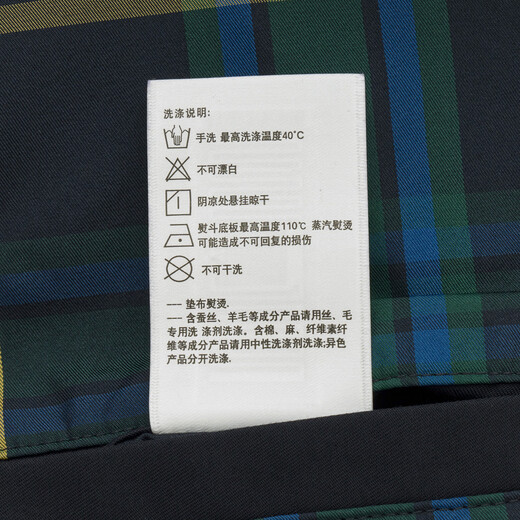 洗涤说明:
手洗 最高洗涤温度40°C
不可漂白
阴凉处悬挂晾干
熨斗底板最高温度110℃ 蒸汽熨烫
可能造成不可回复的损伤
不可干洗
--- 垫布熨烫.
--- 含蚕丝、羊毛等成分产品请用丝、毛
专用洗 涤剂洗涤. 含棉、麻、纤维素纤
维等成分产品请用中性洗涤剂洗涤;异色
产品分开洗涤.